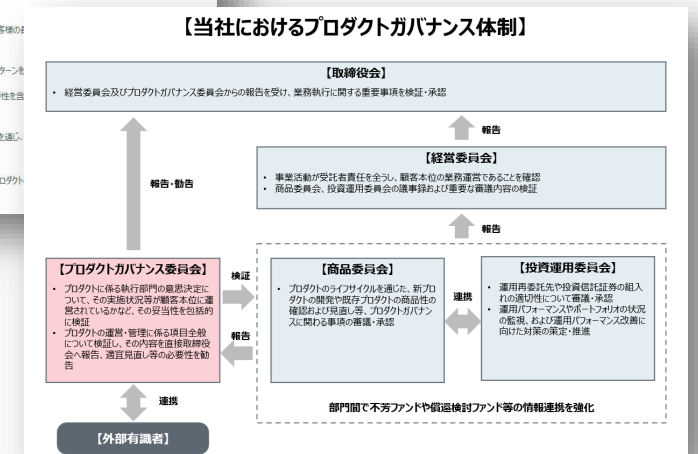 客様の長
ターンを
性を含
を通じ、
ロダクト
【当社におけるプロダクトガバナンス体制】
【取締役会】
・ 経営委員会及びプロダクトガバナンス委員会からの報告を受け、業務執行に関する重要事項を検証・承認
報告・勧告
報告
【経営委員会】
・ 事業活動が受託者責任を全うし、顧客本位の業務運営であることを確認
・ 商品委員会、投資運用委員会の議事録および重要な審議内容の検証
報告
【プロダクトガバナンス委員会】
・ プロダクトに係る執行部門の意思決定に
ついて、その実施状況等が顧客本位に運
営されているかなど、その妥当性を包括的
に検証
・ プロダクトの運営・管理に係る項目全般
について検証し、その内容を直接取締役
会へ報告、適宜見直し等の必要性を勧
告
検証
報告
【商品委員会】
・ プロダクトのライフサイクルを通じた、新プロ
ダクトの開発や既存プロダクトの商品性の
確認および見直し等、プロダクトガバナン
スに関わる事項の審議・承認
連携
【投資運用委員会】
・ 運用再委託先や投資信託証券の組入
れの適切性について審議・承認
・ 運用パフォーマンスやポートフォリオの状況
の監視、および運用パフォーマンス改善に
向けた対策の策定・推進
部門間で不芳ファンドや償還検討ファンド等の情報連携を強化
連携
【外部有識者】